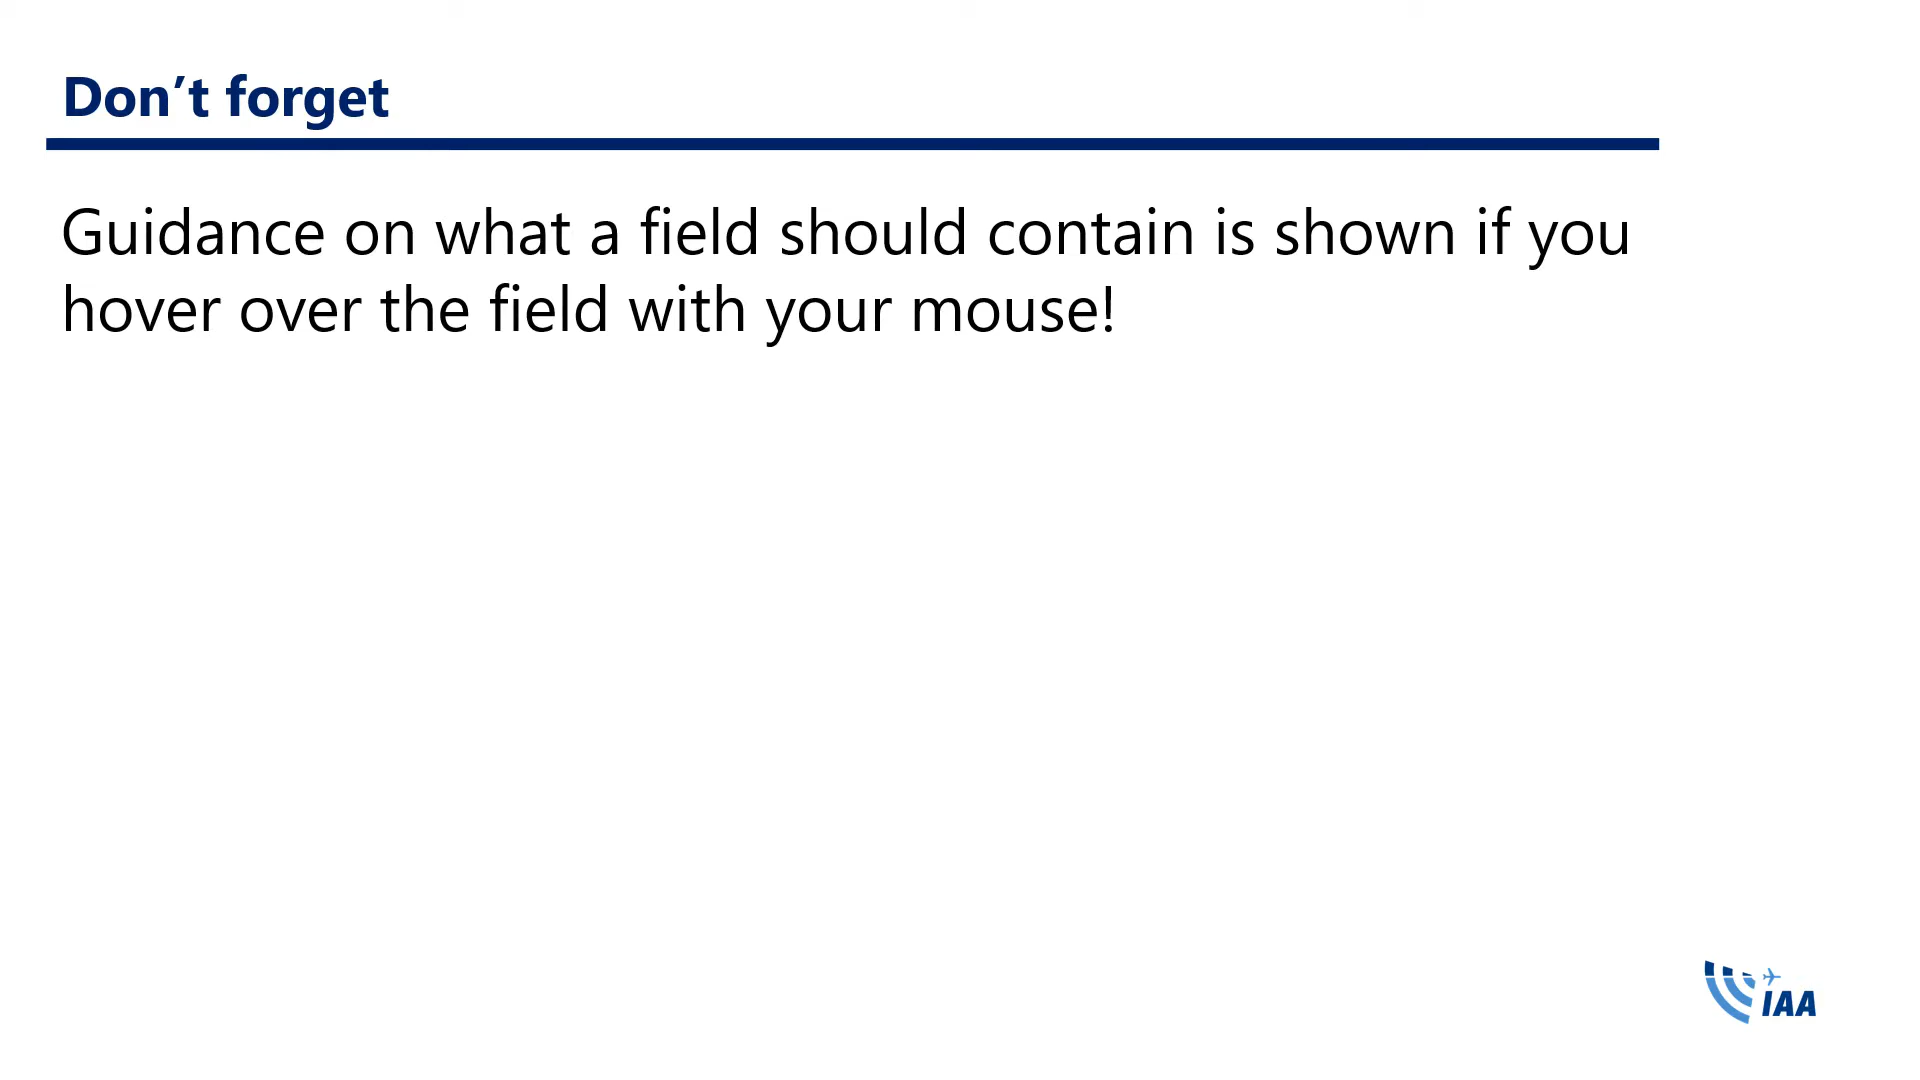 Don’t forget
Guidance on what a field should contain is shown if you
hover over the field with your mouse!
IAA